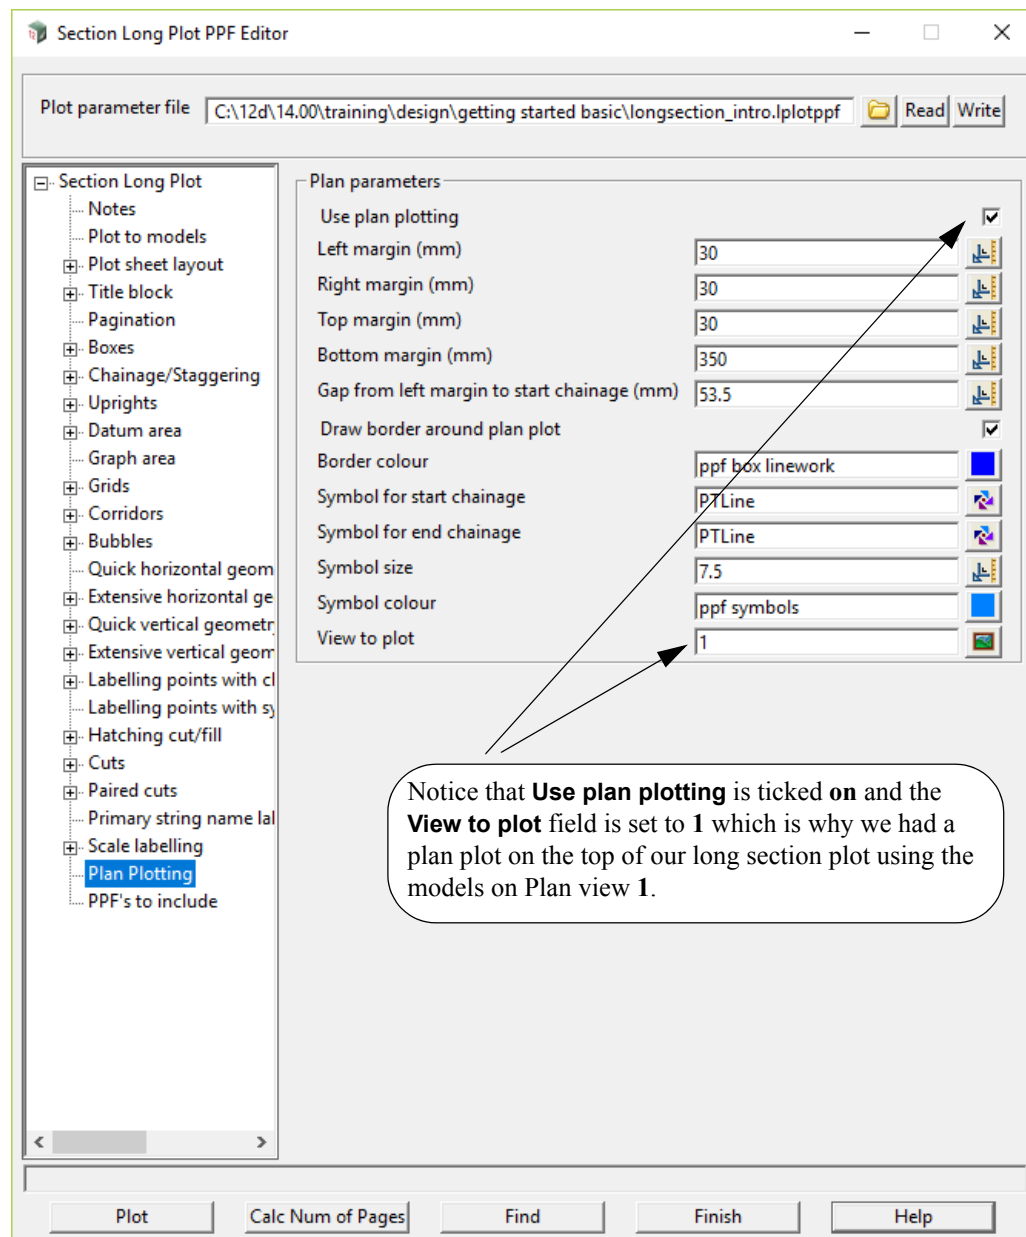 Section Long Plot PPF Editor
Plot parameter file C:\12d\14.00\training\design\getting started basic\longsection_intro.lplotppf Read Write
Section Long Plot
Notes
Plot to models
Plot sheet layout
Title block
Pagination
Boxes
Chainage/Staggering
Uprights
Datum area
Graph area
Grids
Corridors
Bubbles
Quick horizontal geom
Extensive horizontal ge
Quick vertical geometr
Extensive vertical geom
Labelling points with cl
Labelling points with sy
Hatching cut/fill
Cuts
Paired cuts
Primary string name lal
Scale labelling
Plan Plotting
PPF's to include
Plan parameters
Use plan plotting
Left margin (mm) 30
Right margin (mm) 30
Top margin (mm) 30
Bottom margin (mm) 350
Gap from left margin to start chainage (mm) 53.5
Draw border around plan plot
Border colour ppf box linework
Symbol for start chainage PTLine
Symbol for end chainage PTLine
Symbol size 7.5
Symbol colour ppf symbols
View to plot 1
Notice that Use plan plotting is ticked on and the
View to plot field is set to 1 which is why we had a
plan plot on the top of our long section plot using the
models on Plan view 1.
Plot Calc Num of Pages Find Finish Help